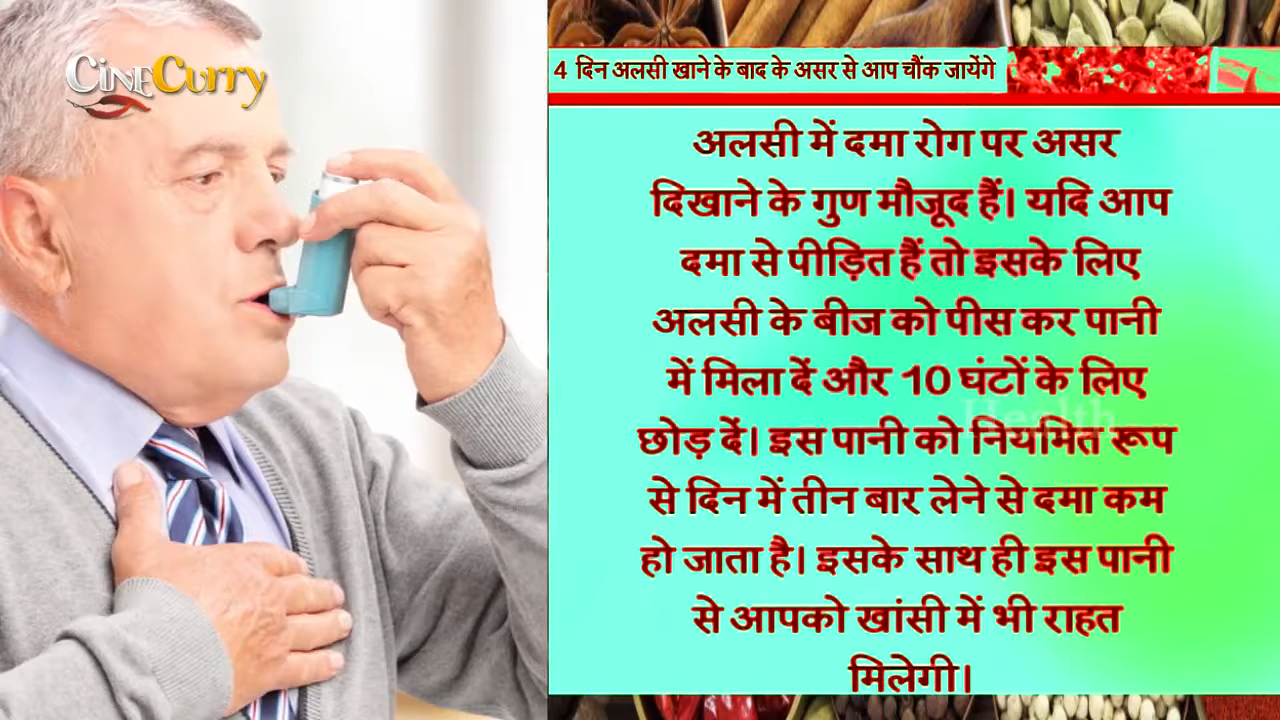 CineCurry
4 दिन अलसी खाने के बाद के असर से आप चौंक जायेंगे
अलसी में दमा रोग पर असर
दिखाने के गुण मौजूद हैं। यदि आप
दमा से पीड़ित हैं तो इसके लिए
अलसी के बीज को पीस कर पानी
में मिला दें और 10 घंटों के लिए
Health
छोड़ दें। इस पानी को नियमित रूप
से दिन में तीन बार लेने से दमा कम
हो जाता है। इसके साथ ही इस पानी
से आपको खांसी में भी राहत
मिलेगी।